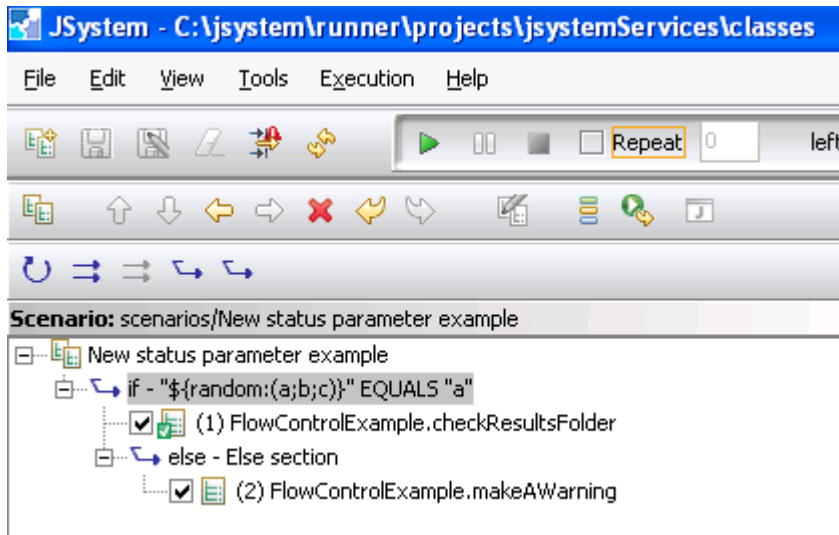 JSystem - C:\jsystem\runner\projects\jsystemServices\classes
File Edit View Tools Execution Help
Repeat 0 left
J
Scenario: scenarios/New status parameter example
New status parameter example
if - "${random:(a;b;c)}" EQUALS "a"
(1) FlowControlExample.checkResultsFolder
else - Else section
(2) FlowControlExample.makeAWarning